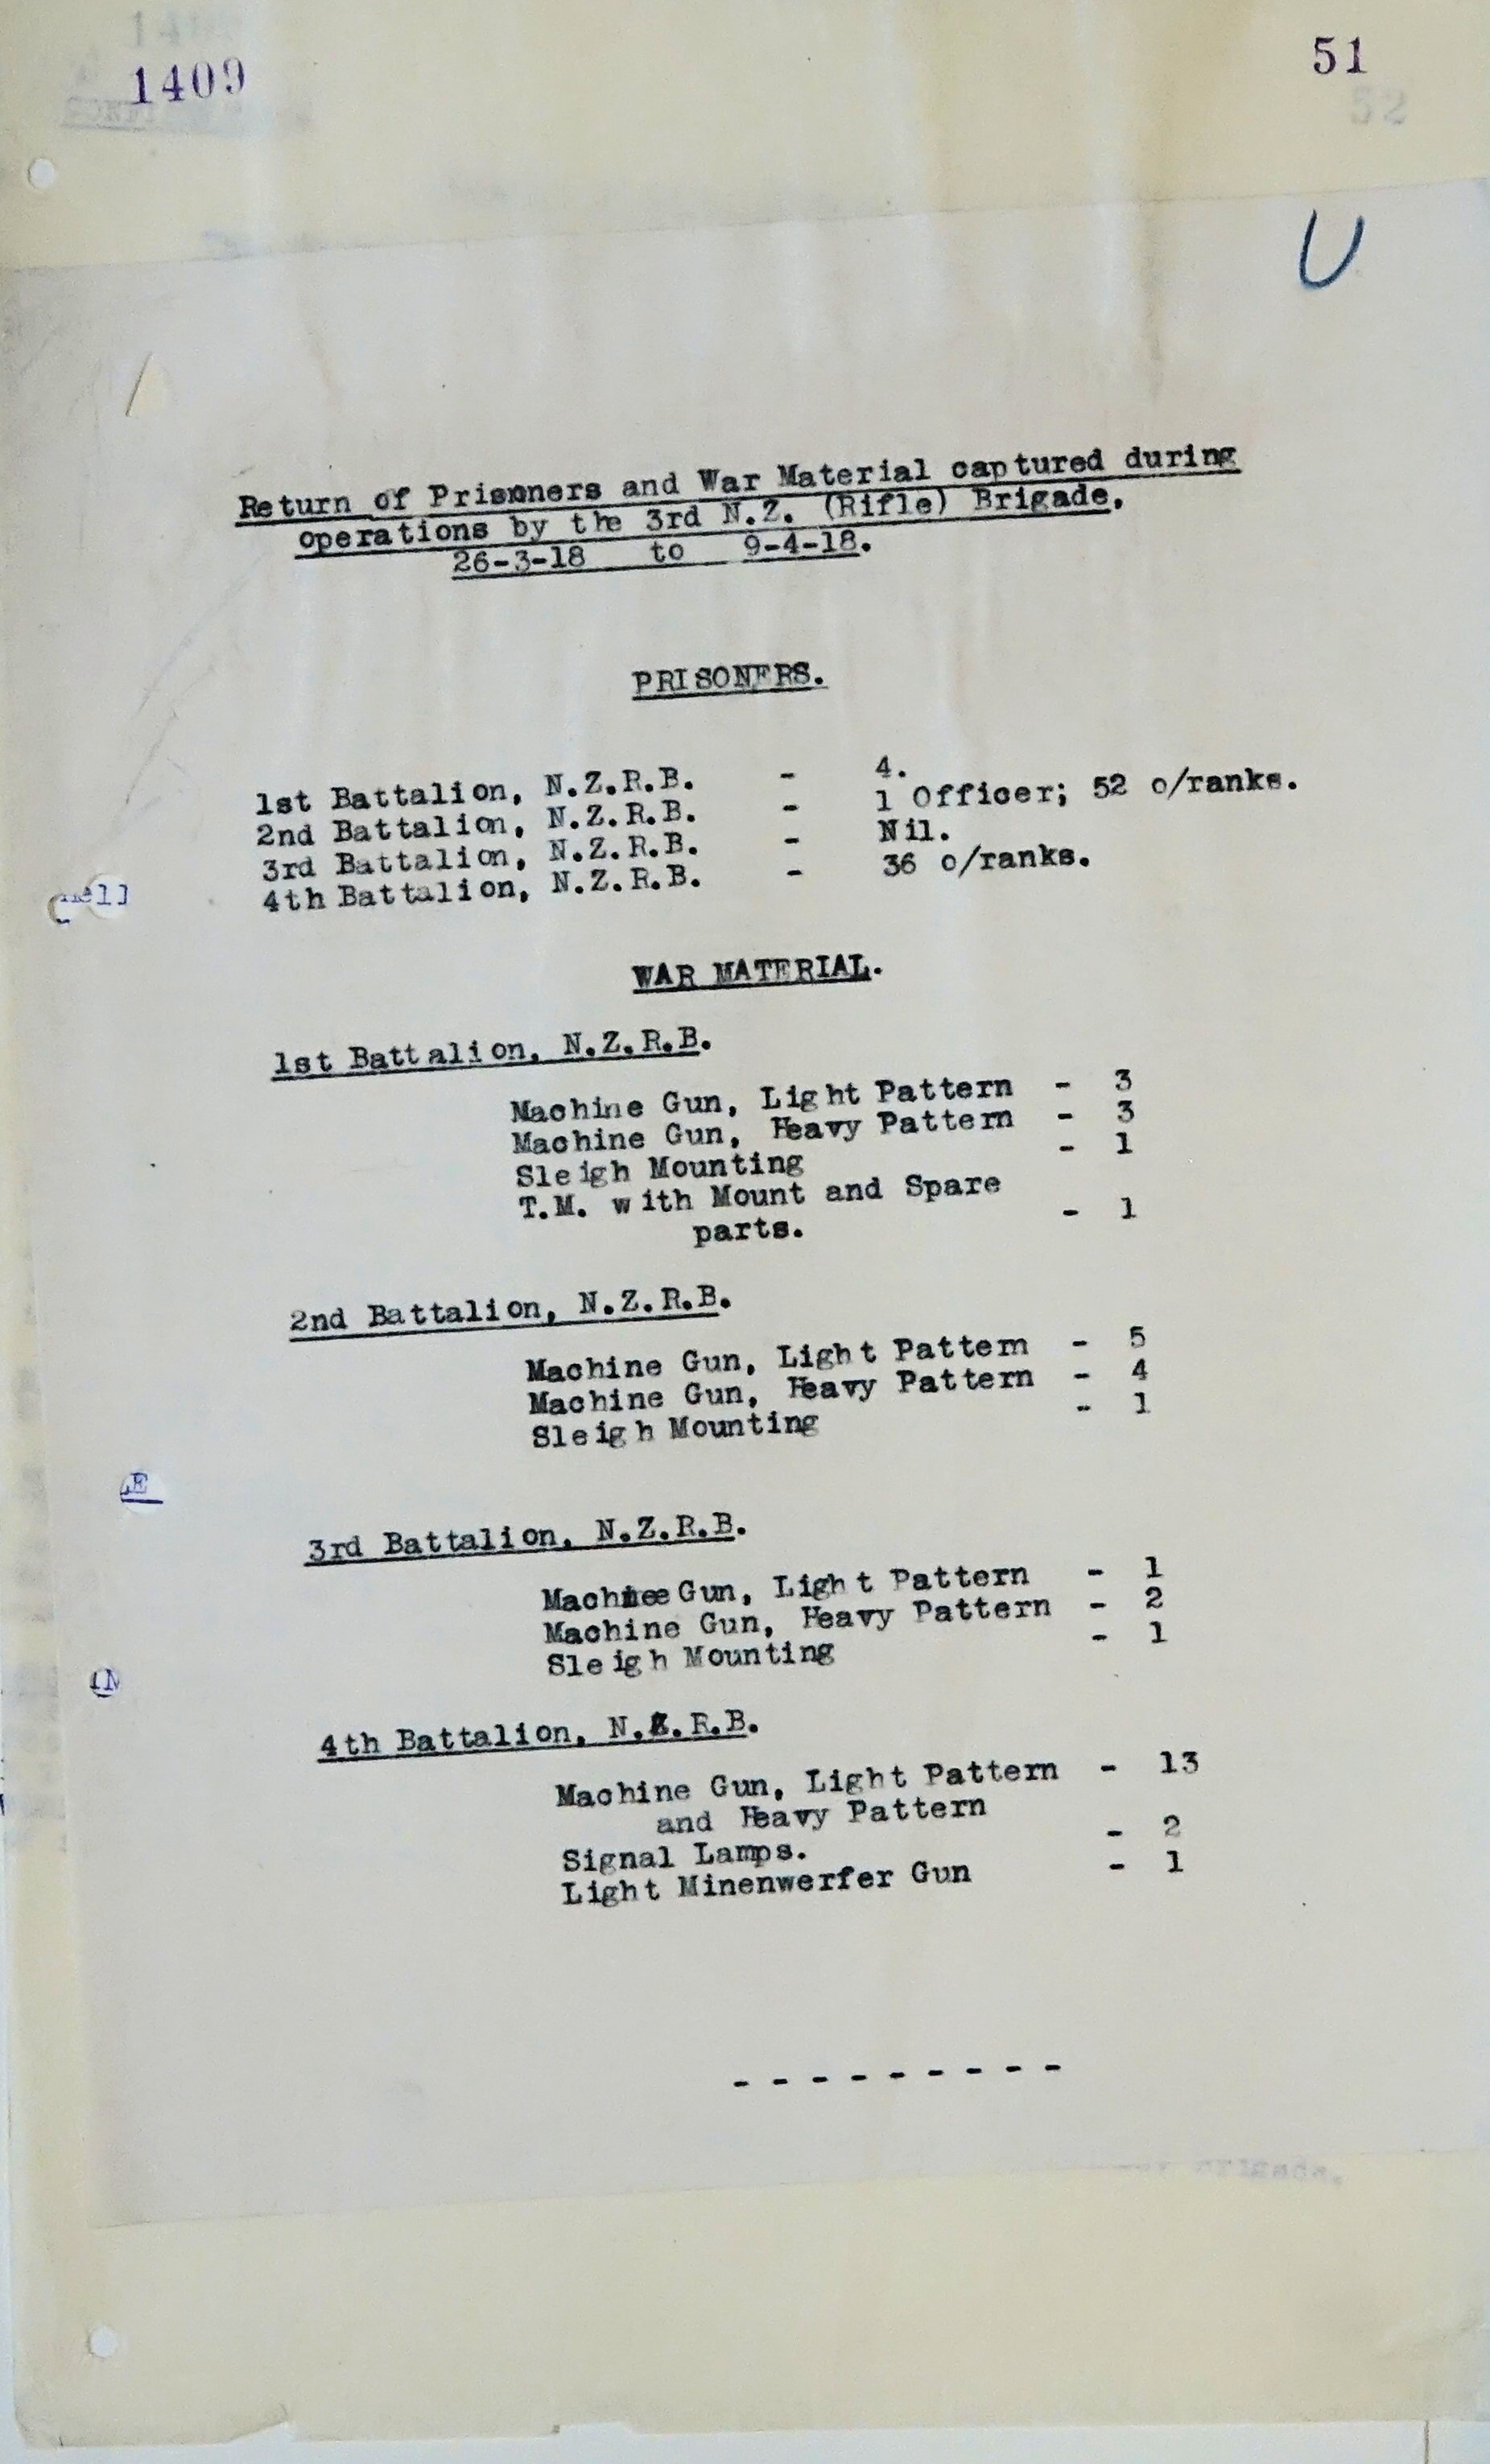 1409
51
52
U
Return of Prisoners and War Material captured during
operations by the 3rd N.Z. (Rifle) Brigade,
26-3-18 to 9-4-18.
PRISONERS.
1st Battalion, N.Z.R.B. - 4.
2nd Battalion, N.Z.R.B. - 1 Officer; 52 o/ranks.
3rd Battalion, N.Z.R.B. - Nil.
4th Battalion, N.Z.R.B. - 36 o/ranks.
WAR MATERIAL.
1st Battalion, N.Z.R.B.
Machine Gun, Light Pattern - 3
Machine Gun, Heavy Pattern - 3
Sleigh Mounting - 1
T.M. with Mount and Spare
parts. - 1
2nd Battalion, N.Z.R.B.
Machine Gun, Light Pattern - 5
Machine Gun, Heavy Pattern - 4
Sleigh Mounting - 1
3rd Battalion, N.Z.R.B.
Machine Gun, Light Pattern - 1
Machine Gun, Heavy Pattern - 2
Sleigh Mounting - 1
4th Battalion, N.Z.R.B.
Machine Gun, Light Pattern - 13
and Heavy Pattern
Signal Lamps. - 2
Light Minenwerfer Gun - 1
- - - - - - - - -